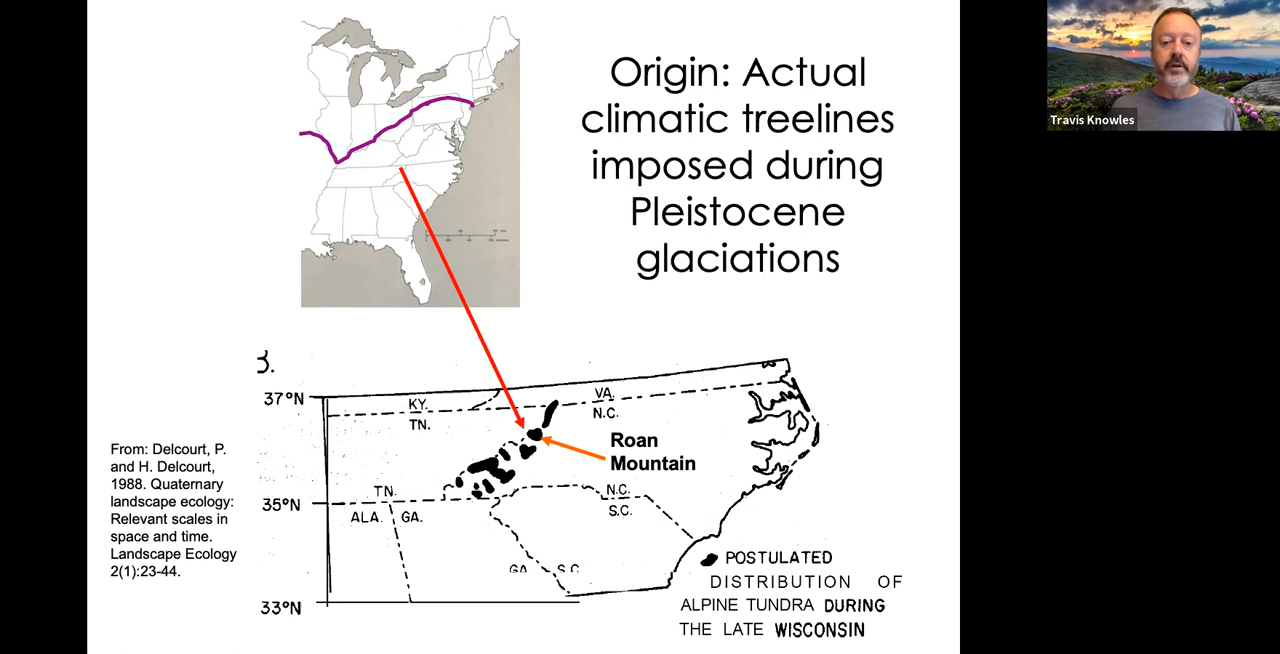 Origin: Actual
climatic treelines
imposed during
Pleistocene
glaciations
Travis Knowles
B.
37°N
KY.
VA.
TN.
N.C.
Roan
Mountain
From: Delcourt, P.
and H. Delcourt,
1988. Quaternary
landscape ecology:
Relevant scales in
space and time.
Landscape Ecology
2(1):23-44.
TN.
N.C.
35°N
S.C.
ALA.
GA.
GA
S.C.
33°N
POSTULATED
DISTRIBUTION OF
ALPINE TUNDRA DURING
THE LATE WISCONSIN